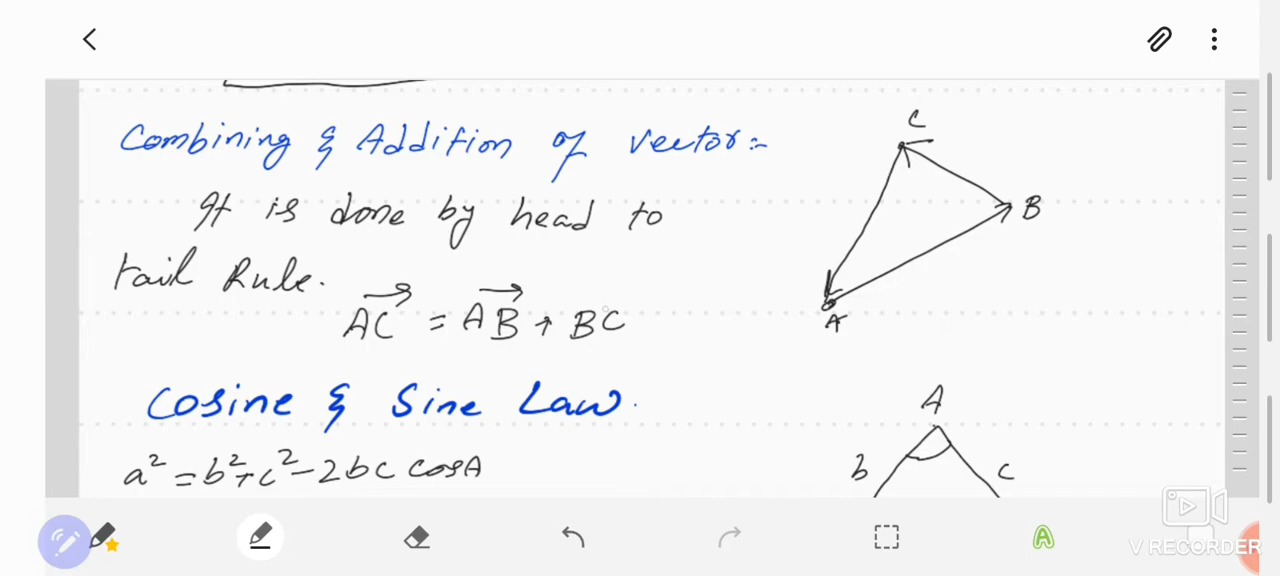 Combining & Addition of vector:-
C
It is done by head to
B
tail Rule.
AC = AB + BC
A
Cosine & Sine Law.
A
a² = b² + c² - 2bc cosA
b
c
A
V RECORDER